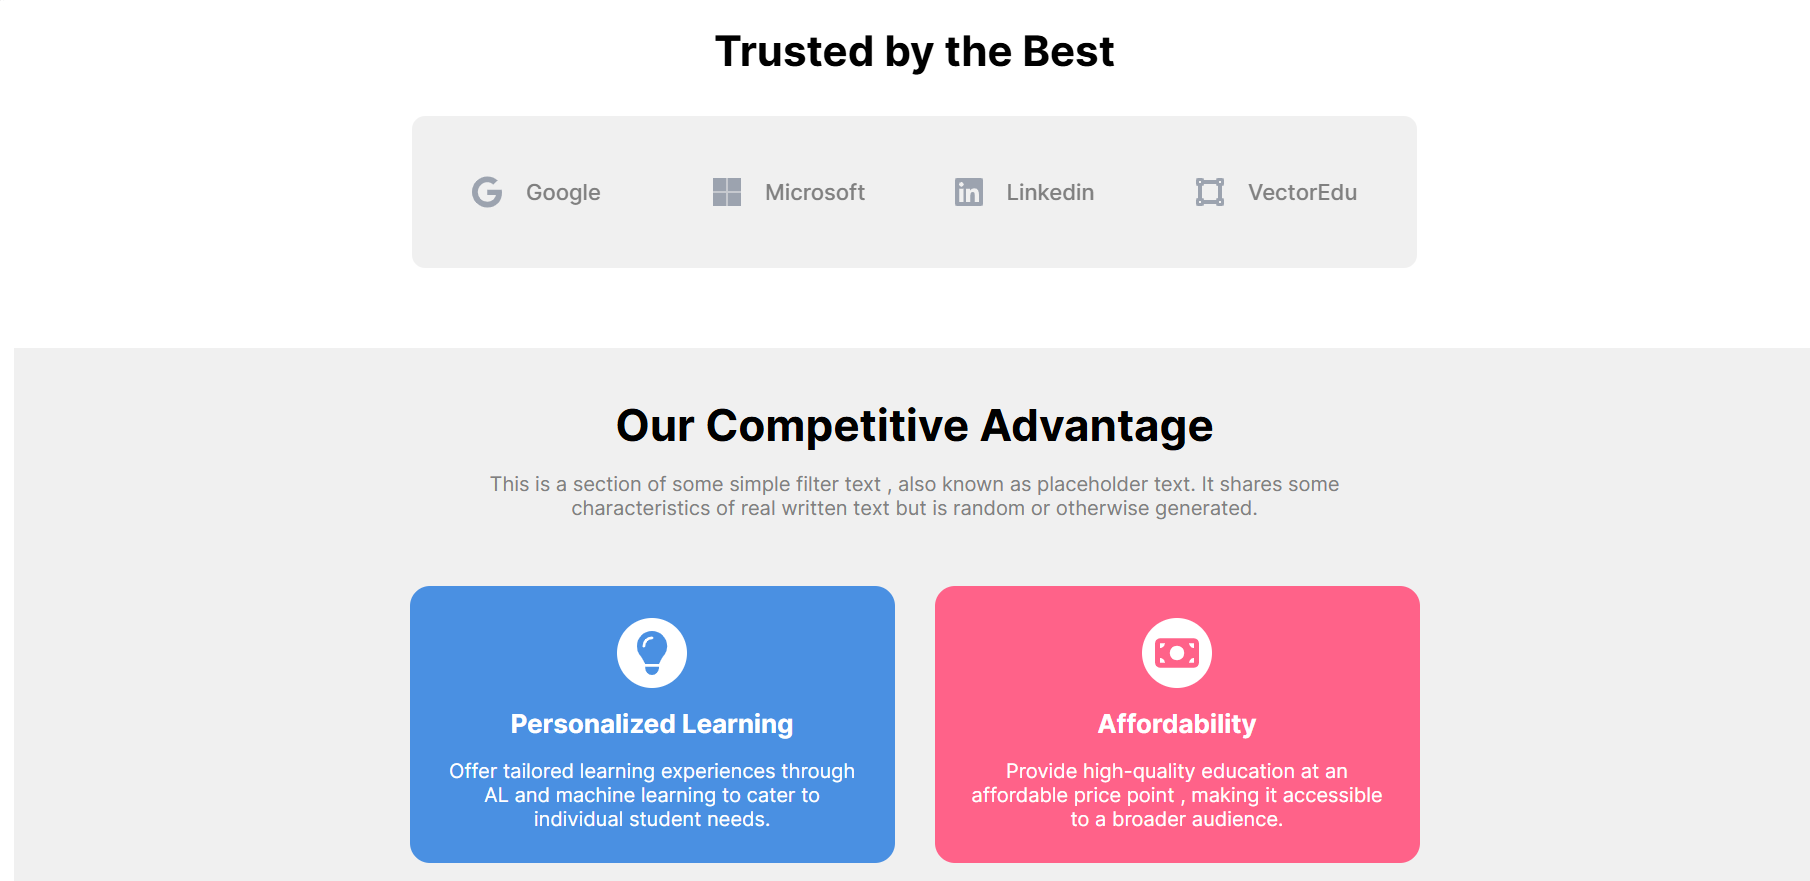 Trusted by the Best
Google
Microsoft
Linkedin
VectorEdu
Our Competitive Advantage
This is a section of some simple filter text , also known as placeholder text. It shares some
characteristics of real written text but is random or otherwise generated.
Personalized Learning
Offer tailored learning experiences through
AL and machine learning to cater to
individual student needs.
Affordability
Provide high-quality education at an
affordable price point , making it accessible
to a broader audience.